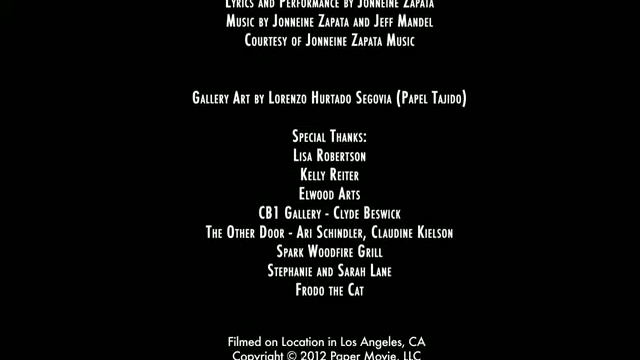 Lyrics and Performance by Jonneine Zapata
Music by Jonneine Zapata and Jeff Mandel
Courtesy of Jonneine Zapata Music
Gallery Art by Lorenzo Hurtado Segovia (Papel Tajido)
Special Thanks:
Lisa Robertson
Kelly Reiter
Elwood Arts
CB1 Gallery - Clyde Beswick
The Other Door - Ari Schindler, Claudine Kielson
Spark Woodfire Grill
Stephanie and Sarah Lane
Frodo the Cat
Filmed on Location in Los Angeles, CA
Copyright © 2012 Paper Movie, LLC